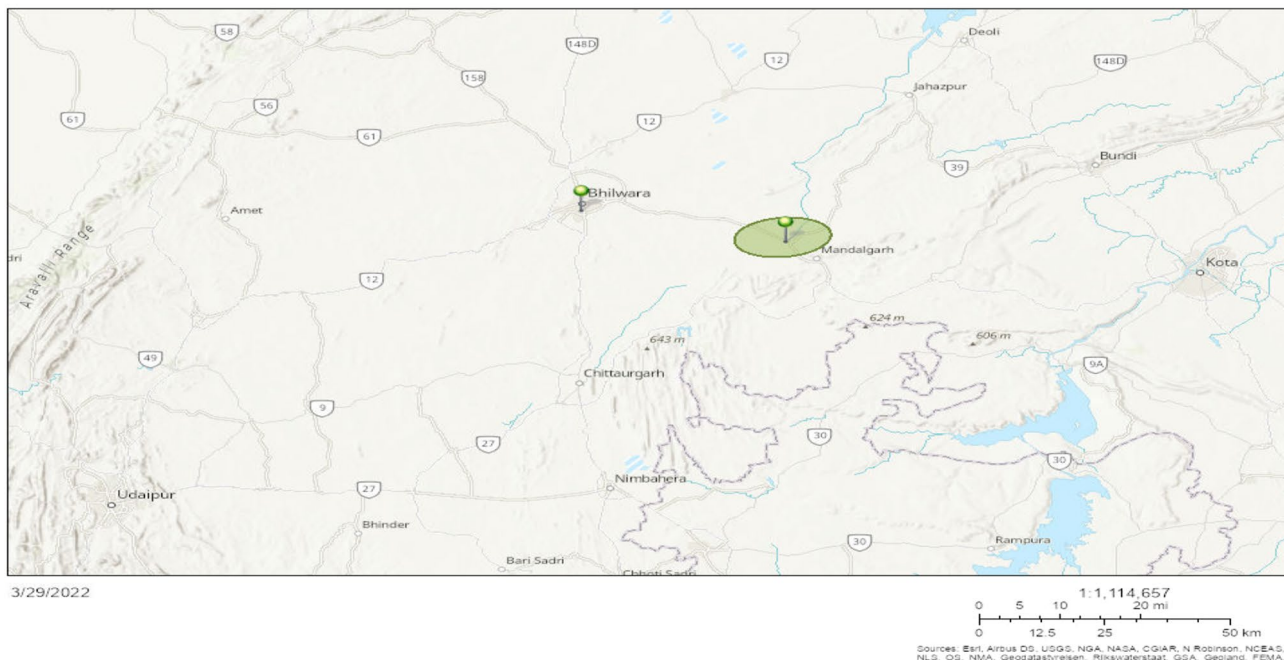 58
148D
Deoli
12
158
148D
56
Jahazpur
61
12
61
Bundi
39
Bhilwara
Amet
Mandalgarh
dri
Kota
Aravalli Range
12
624 m
643 m
606 m
49
9A
Chittaurgarh
9
30
27
30
Nimbahera
27
Udaipur
Bhinder
30
Rampura
Bari Sadri
Chhoti Sadri
3/29/2022
1:1,114,657
0 5 10 20 mi
0 12.5 25 50 km
Sources: Esri, Airbus DS, USGS, NGA, NASA, CGIAR, N Robinson, NCEAS,
NLS, OS, NMA, Geodatastyrelsen, Rijkswaterstaat, GSA, Geoland, FEMA,